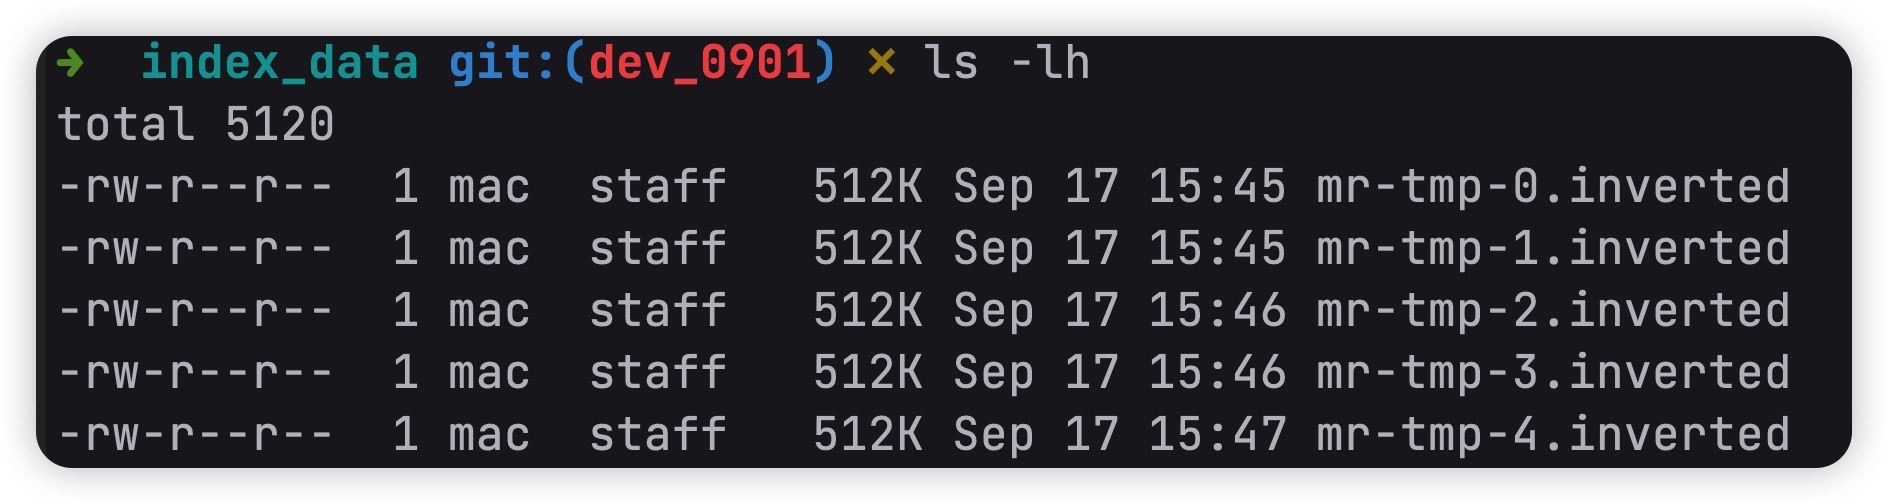 ➜  index_data git:(dev_0901) ✗ ls -lh
total 5120
-rw-r--r--  1 mac  staff   512K Sep 17 15:45 mr-tmp-0.inverted
-rw-r--r--  1 mac  staff   512K Sep 17 15:45 mr-tmp-1.inverted
-rw-r--r--  1 mac  staff   512K Sep 17 15:46 mr-tmp-2.inverted
-rw-r--r--  1 mac  staff   512K Sep 17 15:46 mr-tmp-3.inverted
-rw-r--r--  1 mac  staff   512K Sep 17 15:47 mr-tmp-4.inverted